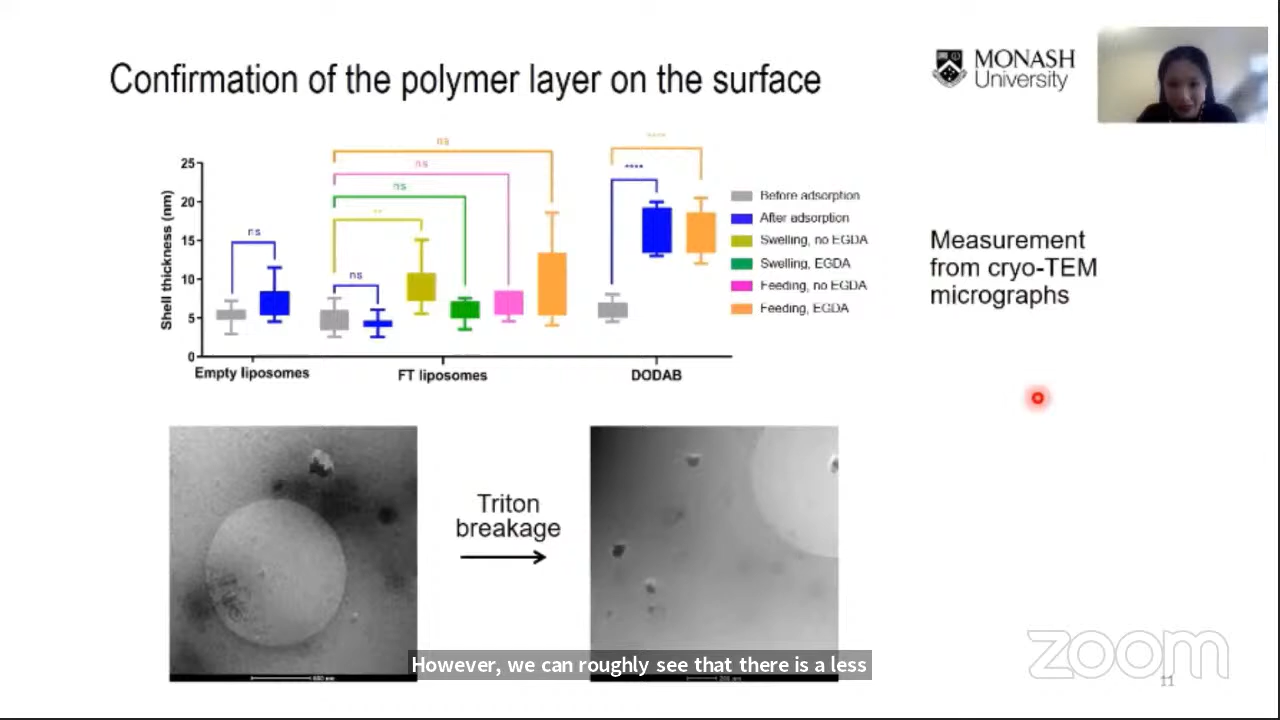 Confirmation of the polymer layer on the surface
MONASH
University
ns
ns
ns
****
25
20
15
10
5
0
Shell thickness (nm)
ns
**
ns
****
Empty liposomes
FT liposomes
DODAB
Before adsorption
After adsorption
Swelling, no EGDA
Swelling, EGDA
Feeding, no EGDA
Feeding, EGDA
Measurement
from cryo-TEM
micrographs
Triton
breakage
However, we can roughly see that there is a less
zoom
11